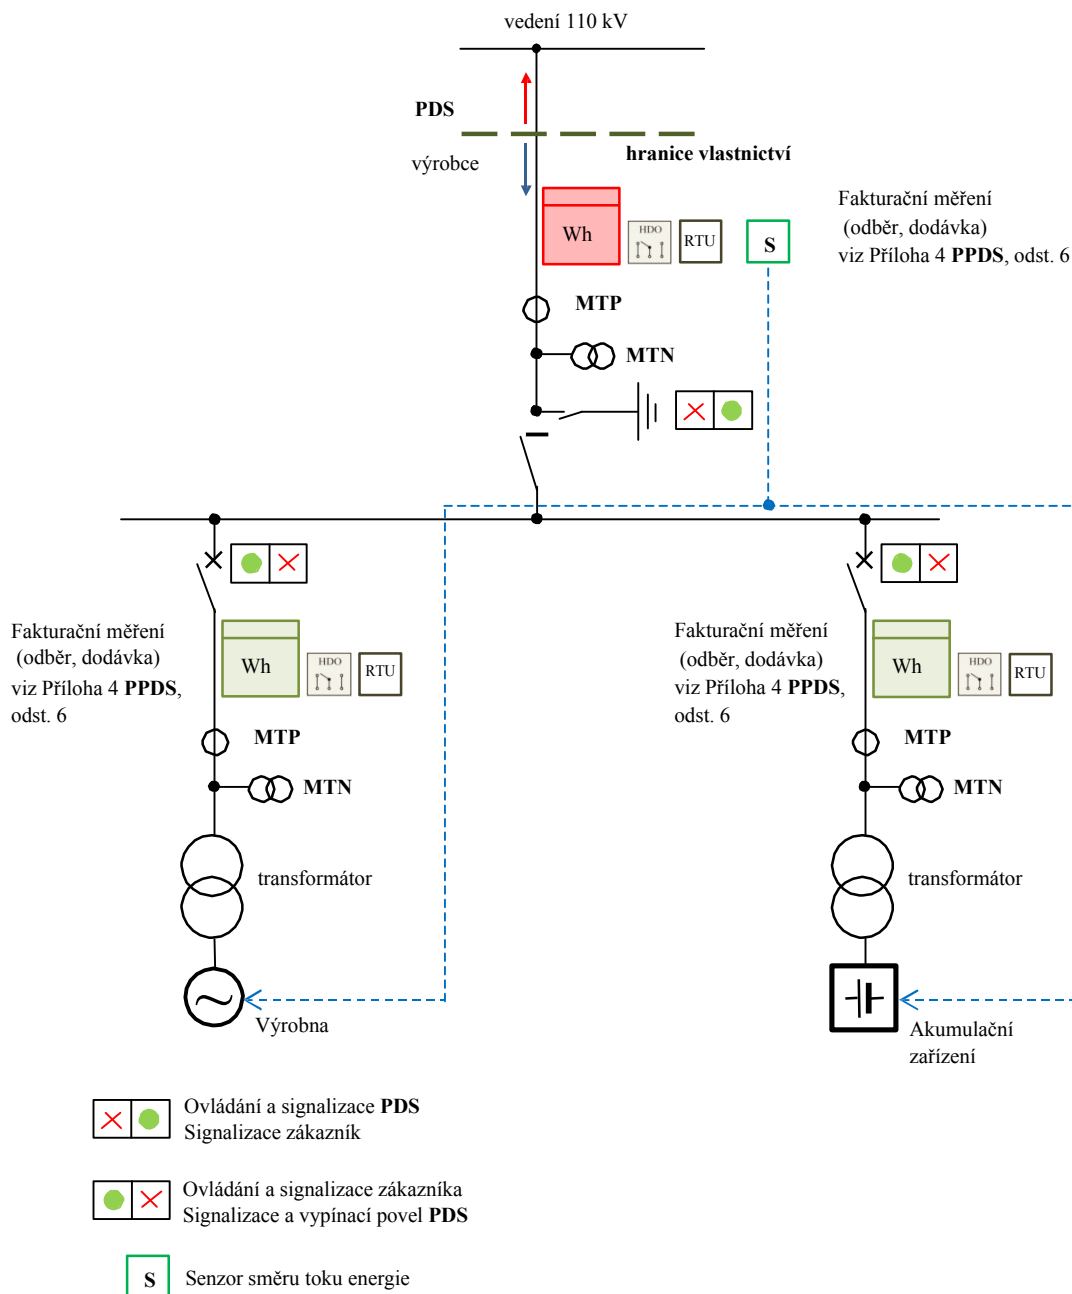 vedení 110 kV
PDS
výrobce
hranice vlastnictví
Wh
HDO
RTU
S
Fakturační měření
(odběr, dodávka)
viz Příloha 4 PPDS, odst. 6
MTP
MTN
Fakturační měření
(odběr, dodávka)
viz Příloha 4 PPDS,
odst. 6
Wh
HDO
RTU
MTP
MTN
transformátor
Výrobna
Fakturační měření
(odběr, dodávka)
viz Příloha 4 PPDS,
odst. 6
Wh
HDO
RTU
MTP
MTN
transformátor
Akumulační
zařízení
Ovládání a signalizace PDS
Signalizace zákazník
Ovládání a signalizace zákazníka
Signalizace a vypínací povel PDS
S
Senzor směru toku energie